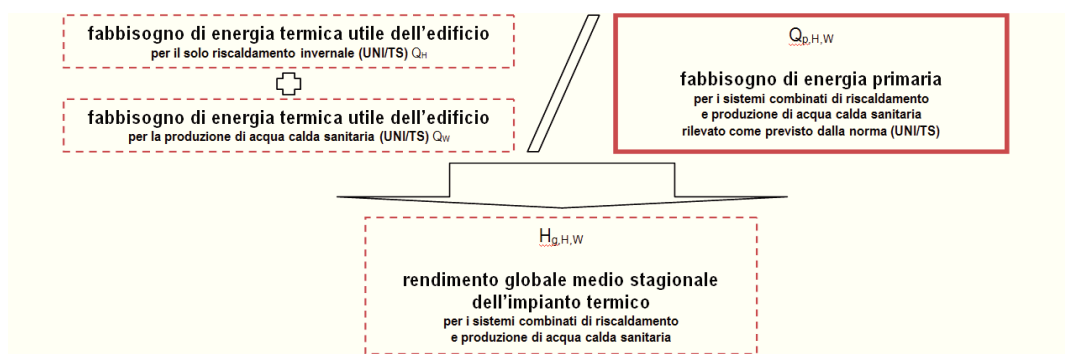 fabbisogno di energia termica utile dell'edificio
per il solo riscaldamento invernale (UNI/TS) QH
fabbisogno di energia termica utile dell'edificio
per la produzione di acqua calda sanitaria (UNI/TS) QW
Qp,H,W
fabbisogno di energia primaria
per i sistemi combinati di riscaldamento
e produzione di acqua calda sanitaria
rilevato come previsto dalla norma (UNI/TS)
Hg,H,W
rendimento globale medio stagionale
dell'impianto termico
per i sistemi combinati di riscaldamento
e produzione di acqua calda sanitaria